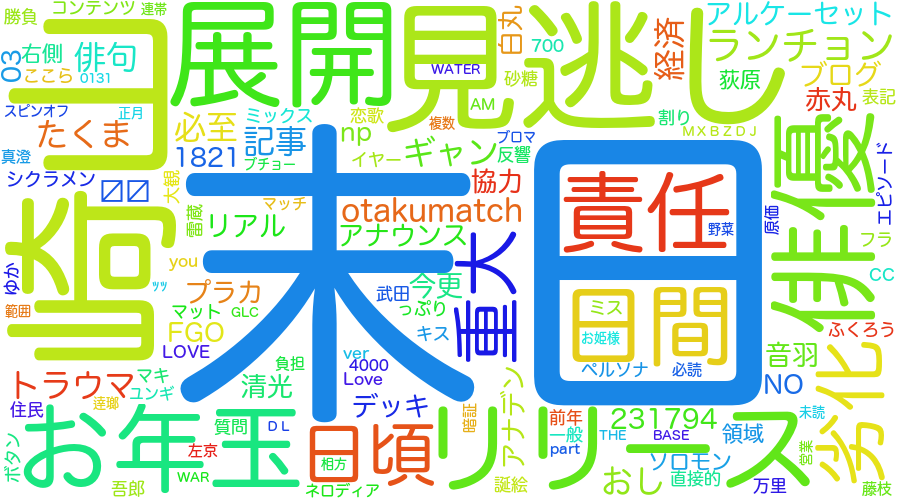 勝負
コンテンツ
連帯
展開
見逃し
白丸
700
経済
アルケーセット
ランチョン
03
右側
俳句
ここら
0131
山崎
WATER
砂糖
荻原
ブログ
赤丸
表記
スピンオフ
正月
ミックス
恋歌
複数
AM
割り
MXBZDJ
たくま
必至
記事
np
ギャン
反響
プロマ
俳優
真澄
1821
プチョー
イヤー
シクラメン
大観
マッチ
協力
責任
エピソード
雷蔵
リアル
otakumatch
アナウンス
野菜
原価
フラ
末日
重大
ゆか
you
プラカ
武田
今更
日間
ミス
CC
ツッ
範囲
マット
GLC
っぷり
お姫様
FGO
キス
ふくろう
LOVE
負担
ver
4000
Love
ペルソナ
必読
音羽
トラウマ
マキ
ユンギ
清光
NO
劣化
住民
デッキ
アナデン
暗証
前年
231794
未読
お年玉
質問
DL
日頃
リリース
一般
THE
BASE
領域
ボタン
左京
相方
part
ソロモン
営業
WAR
吾郎
ネロディア
誕絵
おし
直接的
万里
藤枝